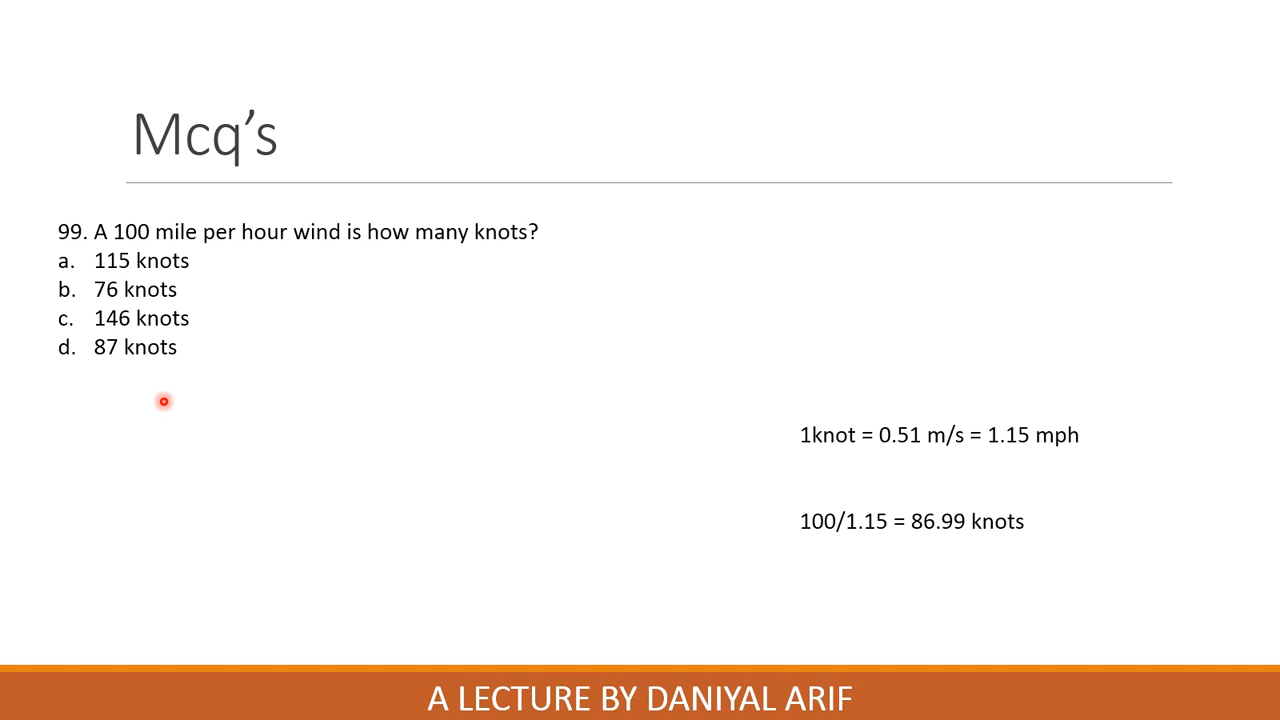 Mcq’s
99. A 100 mile per hour wind is how many knots?
a. 115 knots
b. 76 knots
c. 146 knots
d. 87 knots
1knot = 0.51 m/s = 1.15 mph
100/1.15 = 86.99 knots
A LECTURE BY DANIYAL ARIF